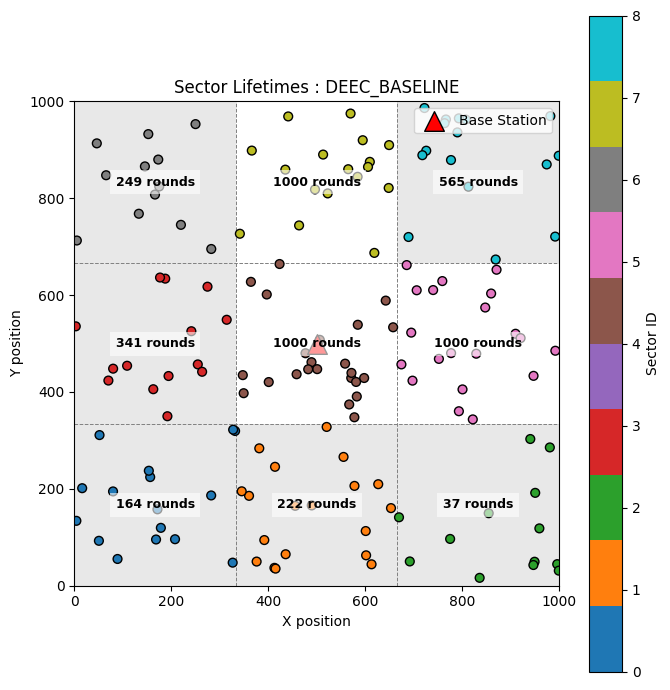 Sector Lifetimes : DEEC_BASELINE
Base Station
249 rounds
1000 rounds
565 rounds
341 rounds
1000 rounds
1000 rounds
164 rounds
222 rounds
37 rounds
1000
800
600
400
200
0
Y position
0
200
400
600
800
1000
X position
8
7
6
5
4
3
2
1
0
Sector ID